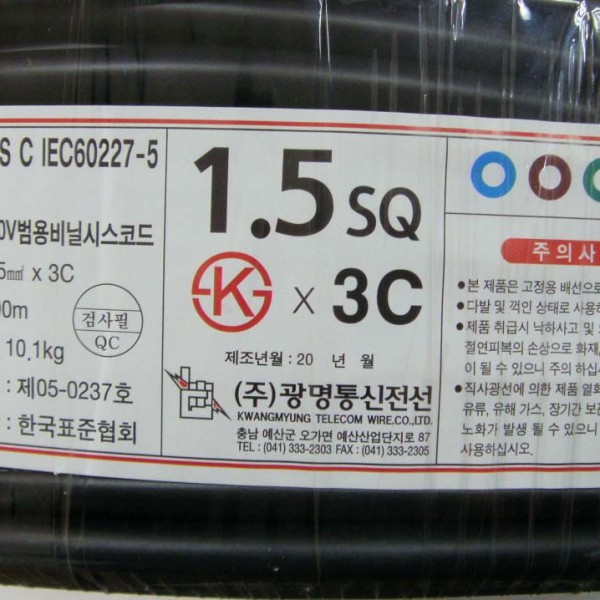 S C IEC60227-5
0V범용비닐시스코드
5㎟ x 3C
00m
10.1kg
: 제05-0237호
: 한국표준협회
검사필
QC
1.5 SQ
K
x 3C
제조년월 : 20 년 월
(주)광명통신전선
KWANGMYUNG TELECOM WIRE CO.,LTD.
충남 예산군 오가면 예산산업단지로 87
TEL : (041) 333-2303 FAX : (041) 333-2305
주의사
●본 제품은 고정용 배선으로
●다발 및 꺽인 상태로 사용하
●제품 취급시 낙하사고 및
절연피복의 손상으로 화재,
이 될 수 있으니 주의 하십시
●직사광선에 의한 제품 열화
유류, 유해 가스, 장기간 보관
노화가 발생 될 수 있으니
사용하십시오.